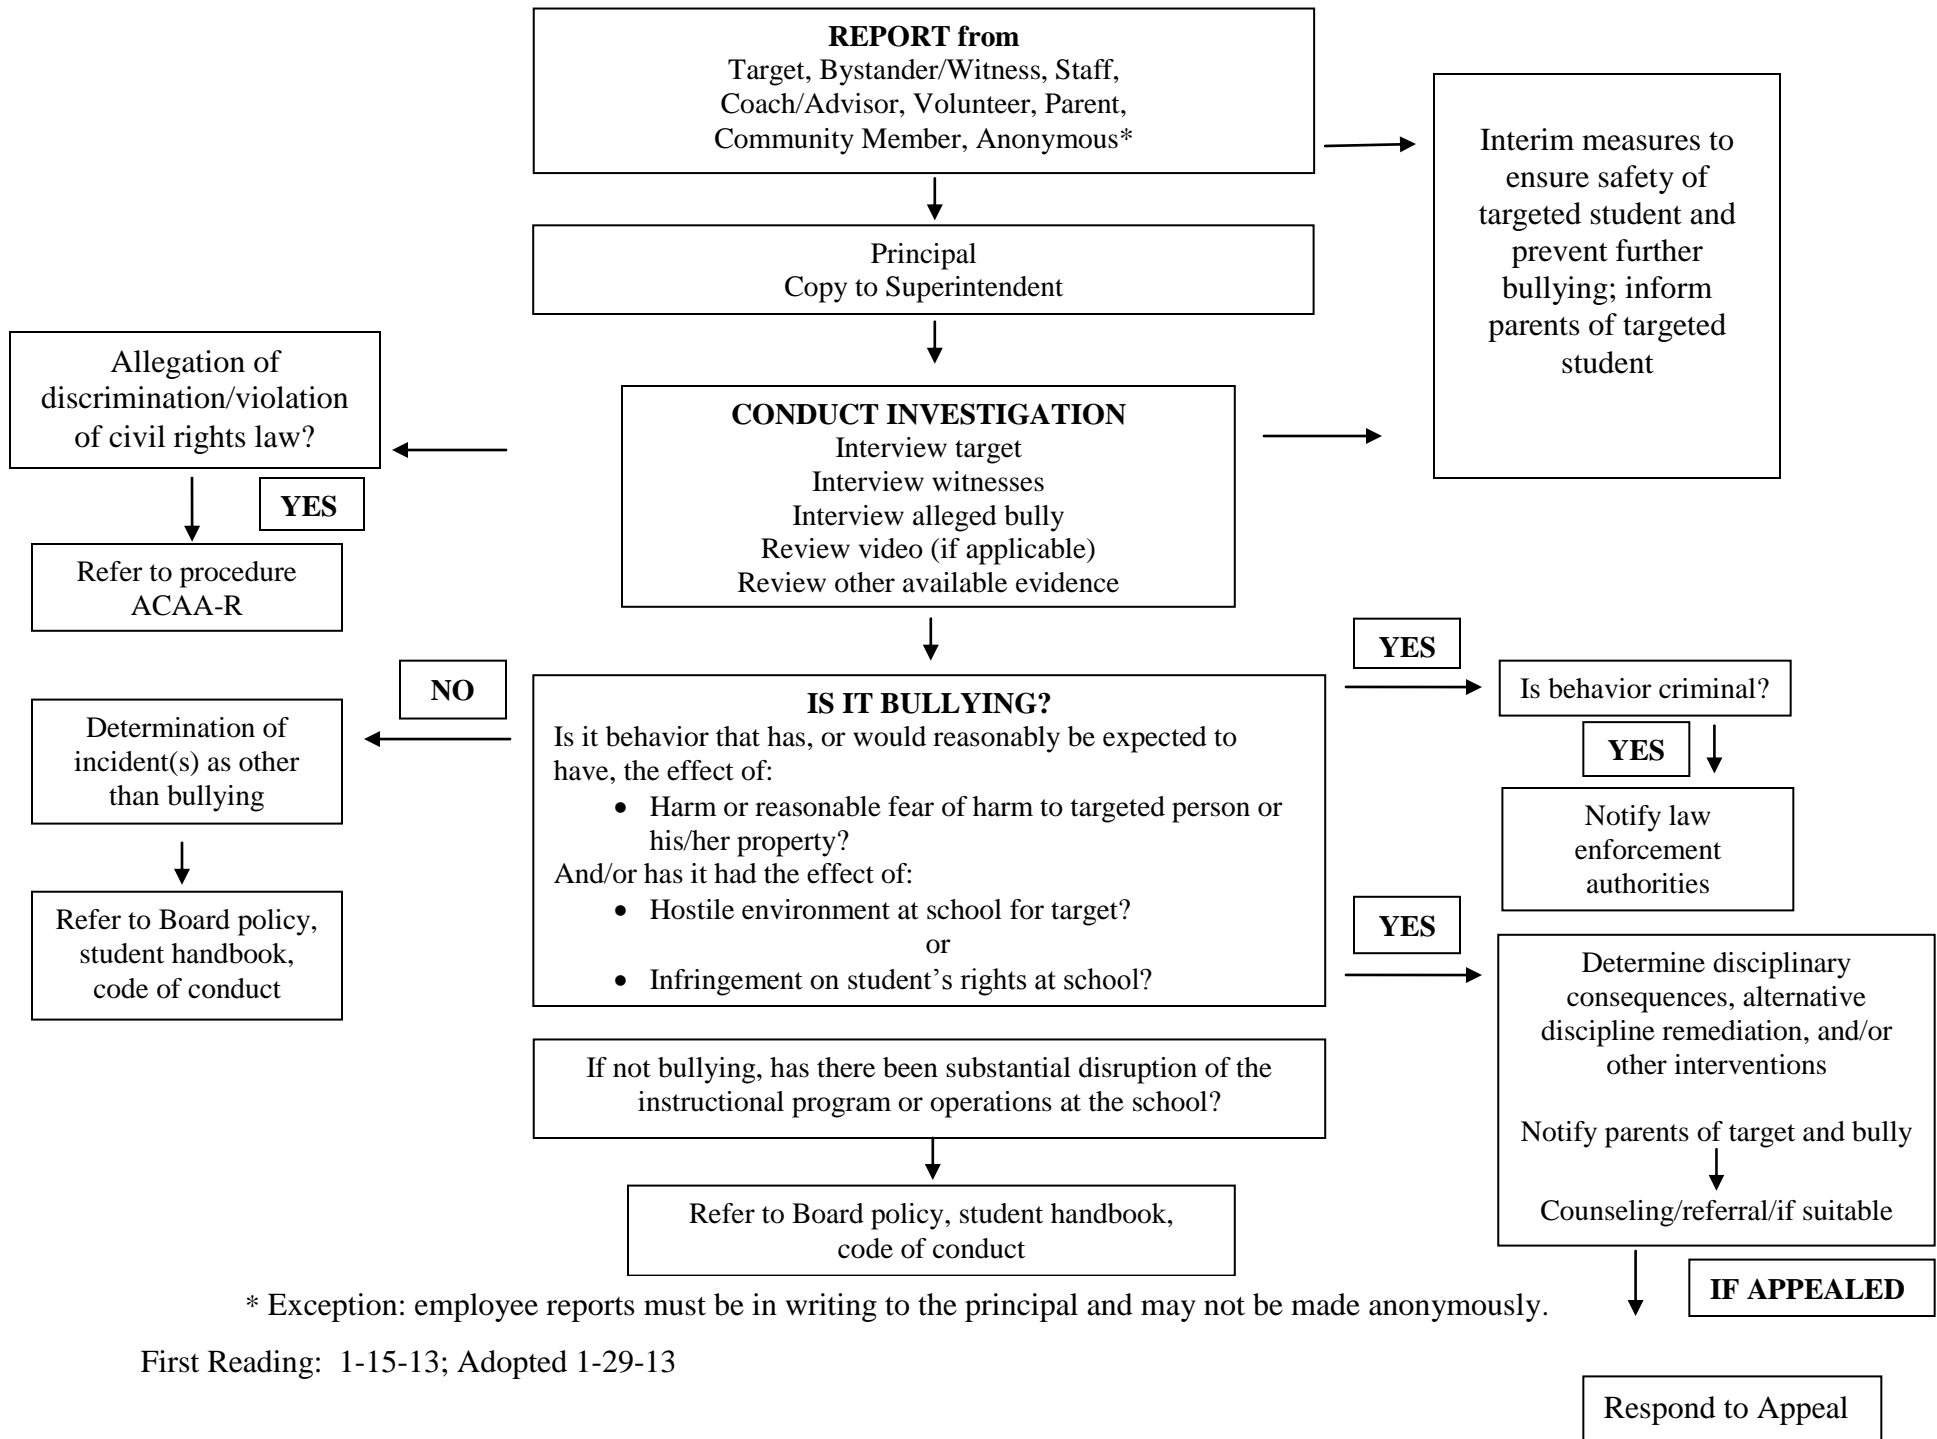 REPORT from
Target, Bystander/Witness, Staff,
Coach/Advisor, Volunteer, Parent,
Community Member, Anonymous*
Interim measures to
ensure safety of
targeted student and
prevent further
bullying; inform
parents of targeted
student
Principal
Copy to Superintendent
Allegation of
discrimination/violation
of civil rights law?
YES
Refer to procedure
ACAA-R
CONDUCT INVESTIGATION
Interview target
Interview witnesses
Interview alleged bully
Review video (if applicable)
Review other available evidence
NO
Determination of
incident(s) as other
than bullying
Refer to Board policy,
student handbook,
code of conduct
IS IT BULLYING?
Is it behavior that has, or would reasonably be expected to
have, the effect of:
• Harm or reasonable fear of harm to targeted person or
his/her property?
And/or has it had the effect of:
• Hostile environment at school for target?
or
• Infringement on student’s rights at school?
YES
Is behavior criminal?
YES
Notify law
enforcement
authorities
YES
Determine disciplinary
consequences, alternative
discipline remediation, and/or
other interventions
Notify parents of target and bully
Counseling/referral/if suitable
If not bullying, has there been substantial disruption of the
instructional program or operations at the school?
Refer to Board policy, student handbook,
code of conduct
IF APPEALED
* Exception: employee reports must be in writing to the principal and may not be made anonymously.
First Reading: 1-15-13; Adopted 1-29-13
Respond to Appeal